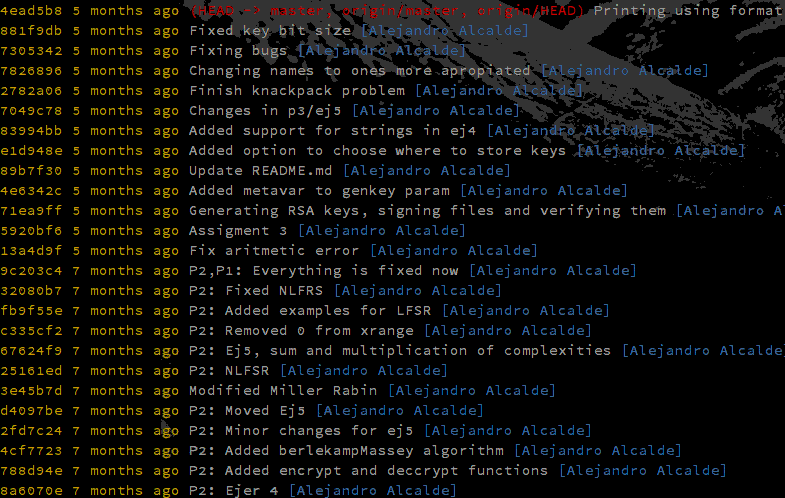 4ead5b8 5 months ago (HEAD -> master, origin/master, origin/HEAD) Printing using format
881f9db 5 months ago Fixed key bit size [Alejandro Alcalde]
7305342 5 months ago Fixing bugs [Alejandro Alcalde]
7826896 5 months ago Changing names to ones more apropiated [Alejandro Alcalde]
2782a06 5 months ago Finish knackpack problem [Alejandro Alcalde]
7049c78 5 months ago Changes in p3/ej5 [Alejandro Alcalde]
83994bb 5 months ago Added support for strings in ej4 [Alejandro Alcalde]
e1d948e 5 months ago Added option to choose where to store keys [Alejandro Alcalde]
89b7f30 5 months ago Update README.md [Alejandro Alcalde]
4e6342c 5 months ago Added metavar to genkey param [Alejandro Alcalde]
71ea9ff 5 months ago Generating RSA keys, signing files and verifying them [Alejandro A
5920bf6 5 months ago Assigment 3 [Alejandro Alcalde]
13a4d9f 5 months ago Fix aritmetic error [Alejandro Alcalde]
9c203c4 7 months ago P2,P1: Everything is fixed now [Alejandro Alcalde]
32080b7 7 months ago P2: Fixed NLFRS [Alejandro Alcalde]
fb9f55e 7 months ago P2: Added examples for LFSR [Alejandro Alcalde]
c335cf2 7 months ago P2: Removed 0 from xrange [Alejandro Alcalde]
67624f9 7 months ago P2: Ej5, sum and multiplication of complexities [Alejandro Alcalde]
25161ed 7 months ago P2: NLFSR [Alejandro Alcalde]
3e45b7d 7 months ago Modified Miller Rabin [Alejandro Alcalde]
d4097be 7 months ago P2: Moved Ej5 [Alejandro Alcalde]
2fd7c24 7 months ago P2: Minor changes for ej5 [Alejandro Alcalde]
4cf7723 7 months ago P2: Added berlekampMassey algorithm [Alejandro Alcalde]
788d94e 7 months ago P2: Added encrypt and deccrypt functions [Alejandro Alcalde]
8a6070e 7 months ago P2: Ejer 4 [Alejandro Alcalde]